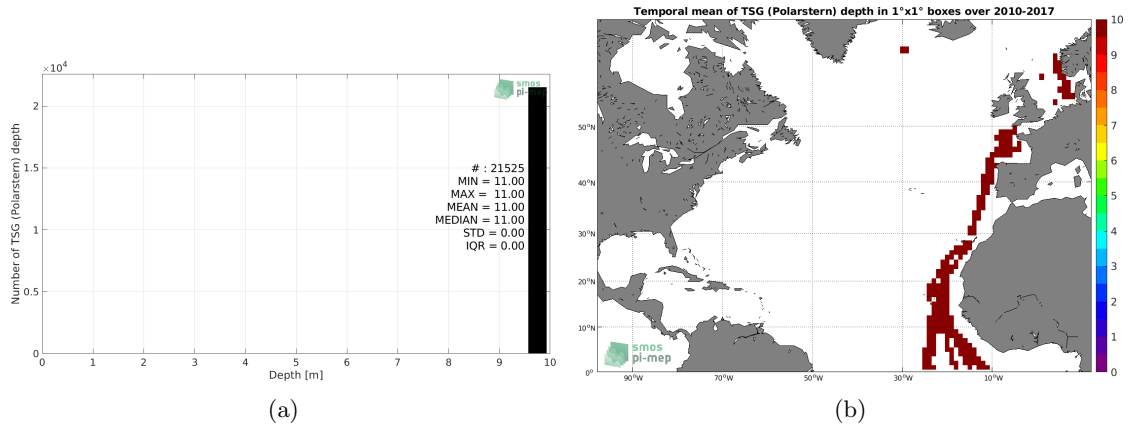 ×10⁴
smos
pi-mep
2
1.5
1
0.5
0
Number of TSG (Polarstern) depth
# : 21525
MIN = 11.00
MAX = 11.00
MEAN = 11.00
MEDIAN = 11.00
STD = 0.00
IQR = 0.00
0 1 2 3 4 5 6 7 8 9 10
Depth [m]
(a)
Temporal mean of TSG (Polarstern) depth in 1°x1° boxes over 2010-2017
50°N
40°N
30°N
20°N
10°N
0°
90°W 70°W 50°W 30°W 10°W
smos
pi-mep
10
9
8
7
6
5
4
3
2
1
0
(b)